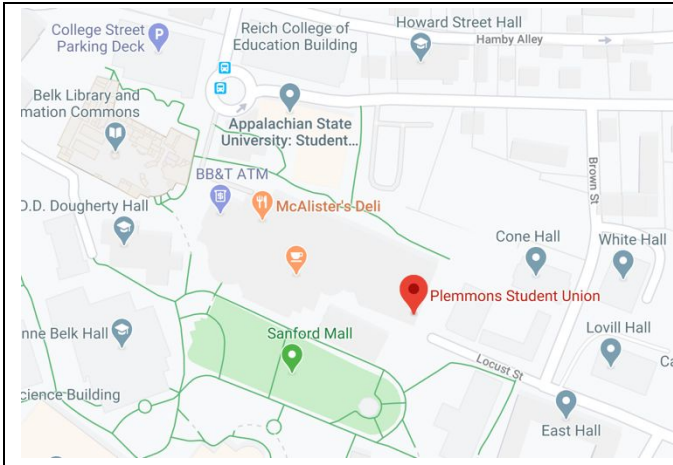 College Street
Parking Deck
Reich College of
Education Building
Howard Street Hall
Hamby Alley
Belk Library and
mation Commons
Appalachian State
University: Student...
BB&T ATM
McAlister's Deli
Brown St
O.D. Dougherty Hall
Cone Hall
White Hall
Plemmons Student Union
nne Belk Hall
Sanford Mall
Lovill Hall
Locust St
Ca
cience Building
East Hall